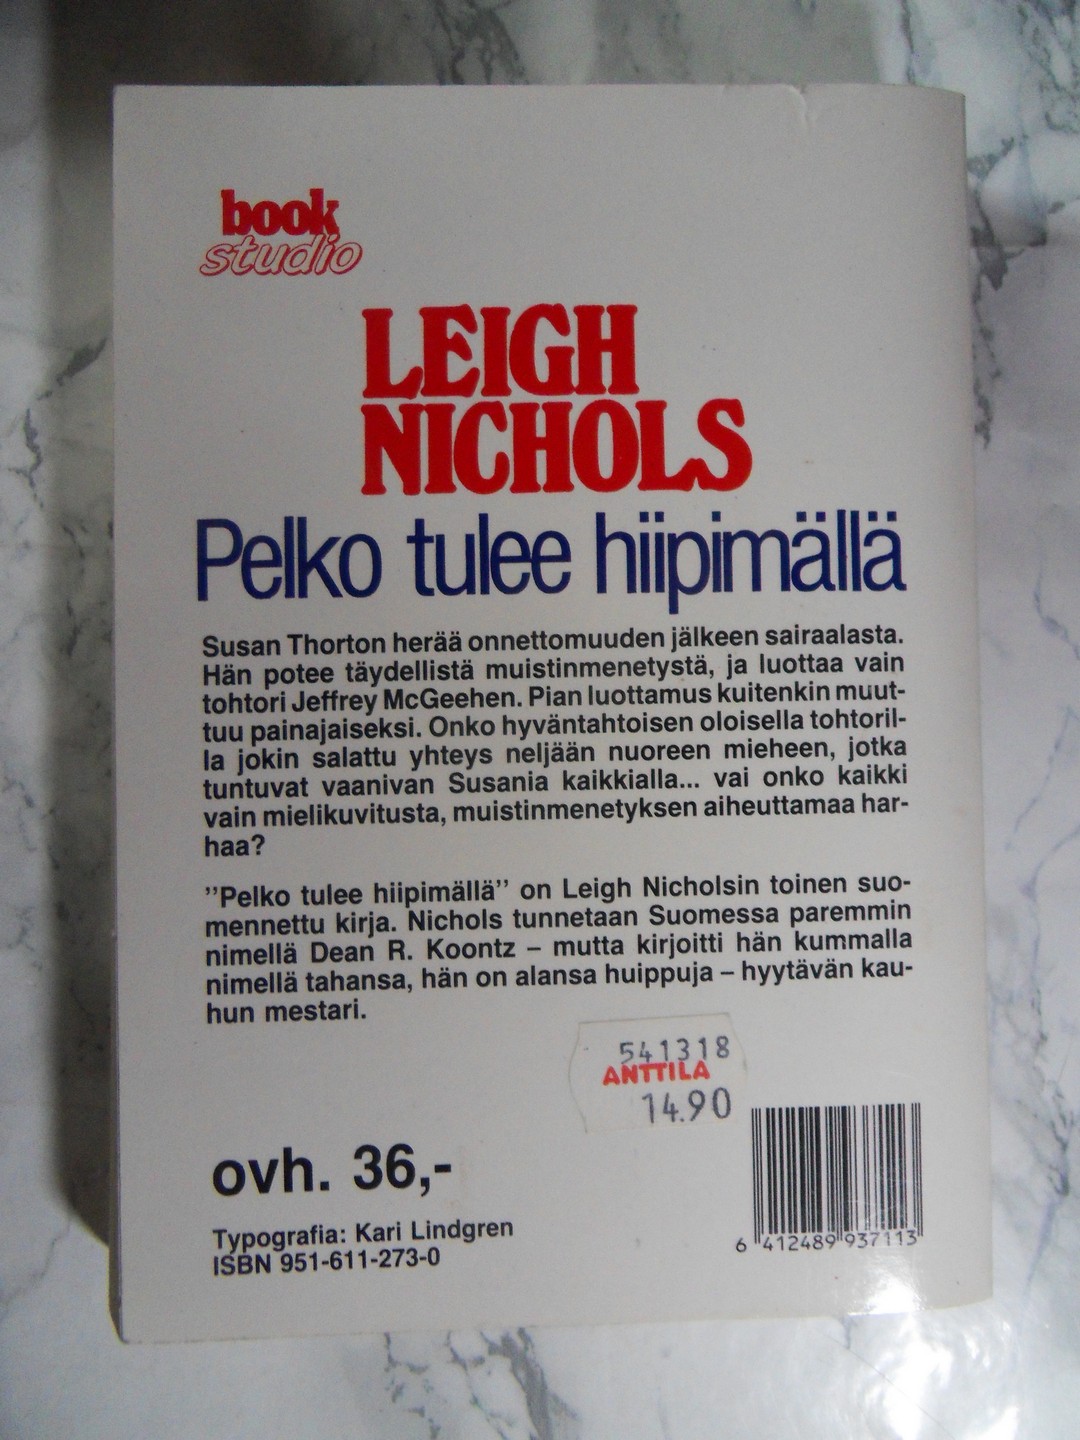 book
studio
LEIGH
NICHOLS
Pelko tulee hiipimällä
Susan Thorton herää onnettomuuden jälkeen sairaalasta.
Hän potee täydellistä muistinmenetystä, ja luottaa vain
tohtori Jeffrey McGeehen. Pian luottamus kuitenkin muut-
tuu painajaiseksi. Onko hyväntahtoisen oloisella tohtoril-
la jokin salattu yhteys neljään nuoreen mieheen, jotka
tuntuvat vaanivan Susania kaikkialla... vai onko kaikki
vain mielikuvitusta, muistinmenetyksen aiheuttamaa har-
haa?
”Pelko tulee hiipimällä” on Leigh Nicholsin toinen suo-
mennettu kirja. Nichols tunnetaan Suomessa paremmin
nimellä Dean R. Koontz – mutta kirjoitti hän kummalla
nimellä tahansa, hän on alansa huippuja – hyytävän kau-
hun mestari.
541318
ANTTILA
14.90
ovh. 36,-
Typografia: Kari Lindgren
ISBN 951-611-273-0
6 412489 937113